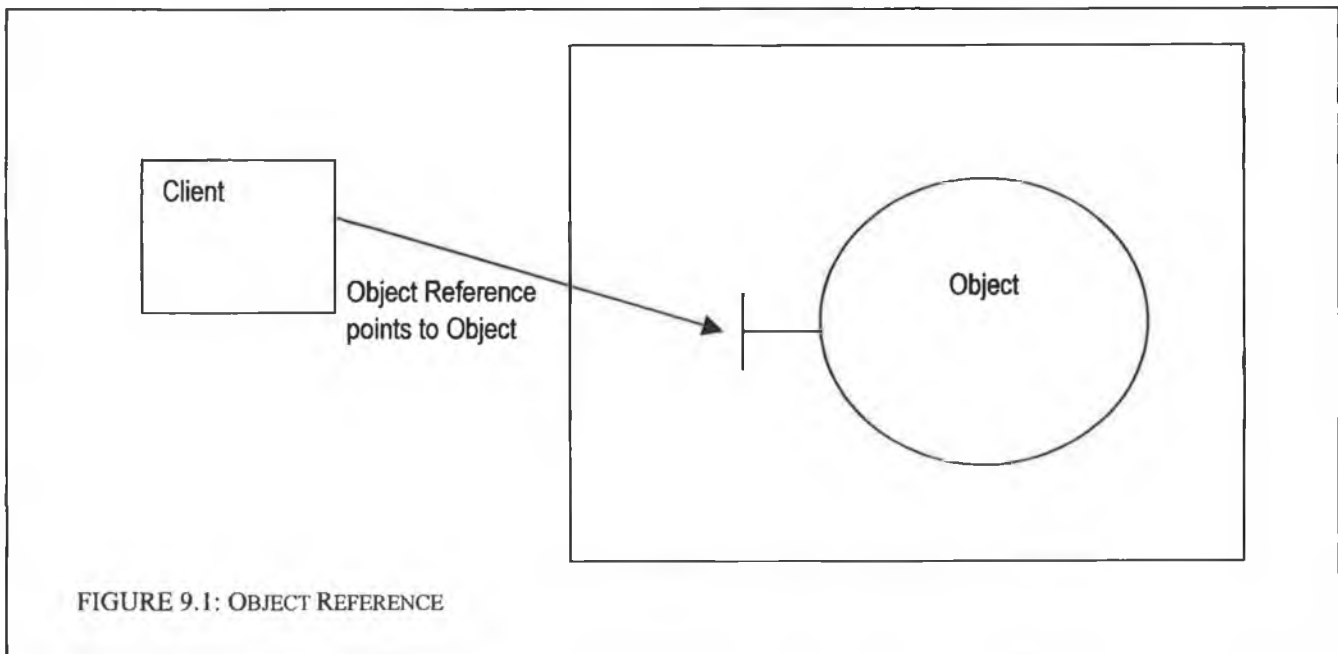 Client
Object Reference
points to Object
Object
FIGURE 9.1: OBJECT REFERENCE